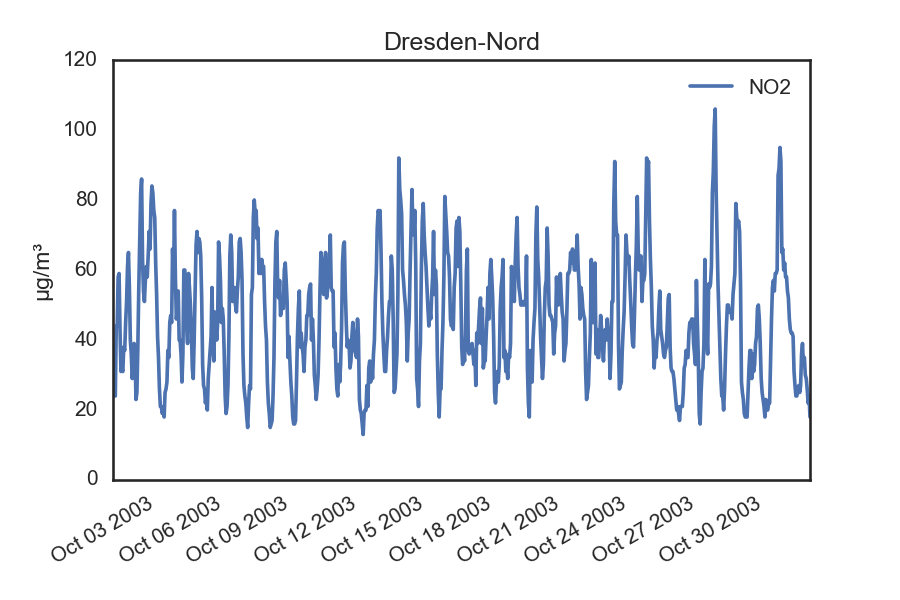 Dresden-Nord
120
100
80
60
40
20
0
µg/m³
NO2
Oct 03 2003
Oct 06 2003
Oct 09 2003
Oct 12 2003
Oct 15 2003
Oct 18 2003
Oct 21 2003
Oct 24 2003
Oct 27 2003
Oct 30 2003